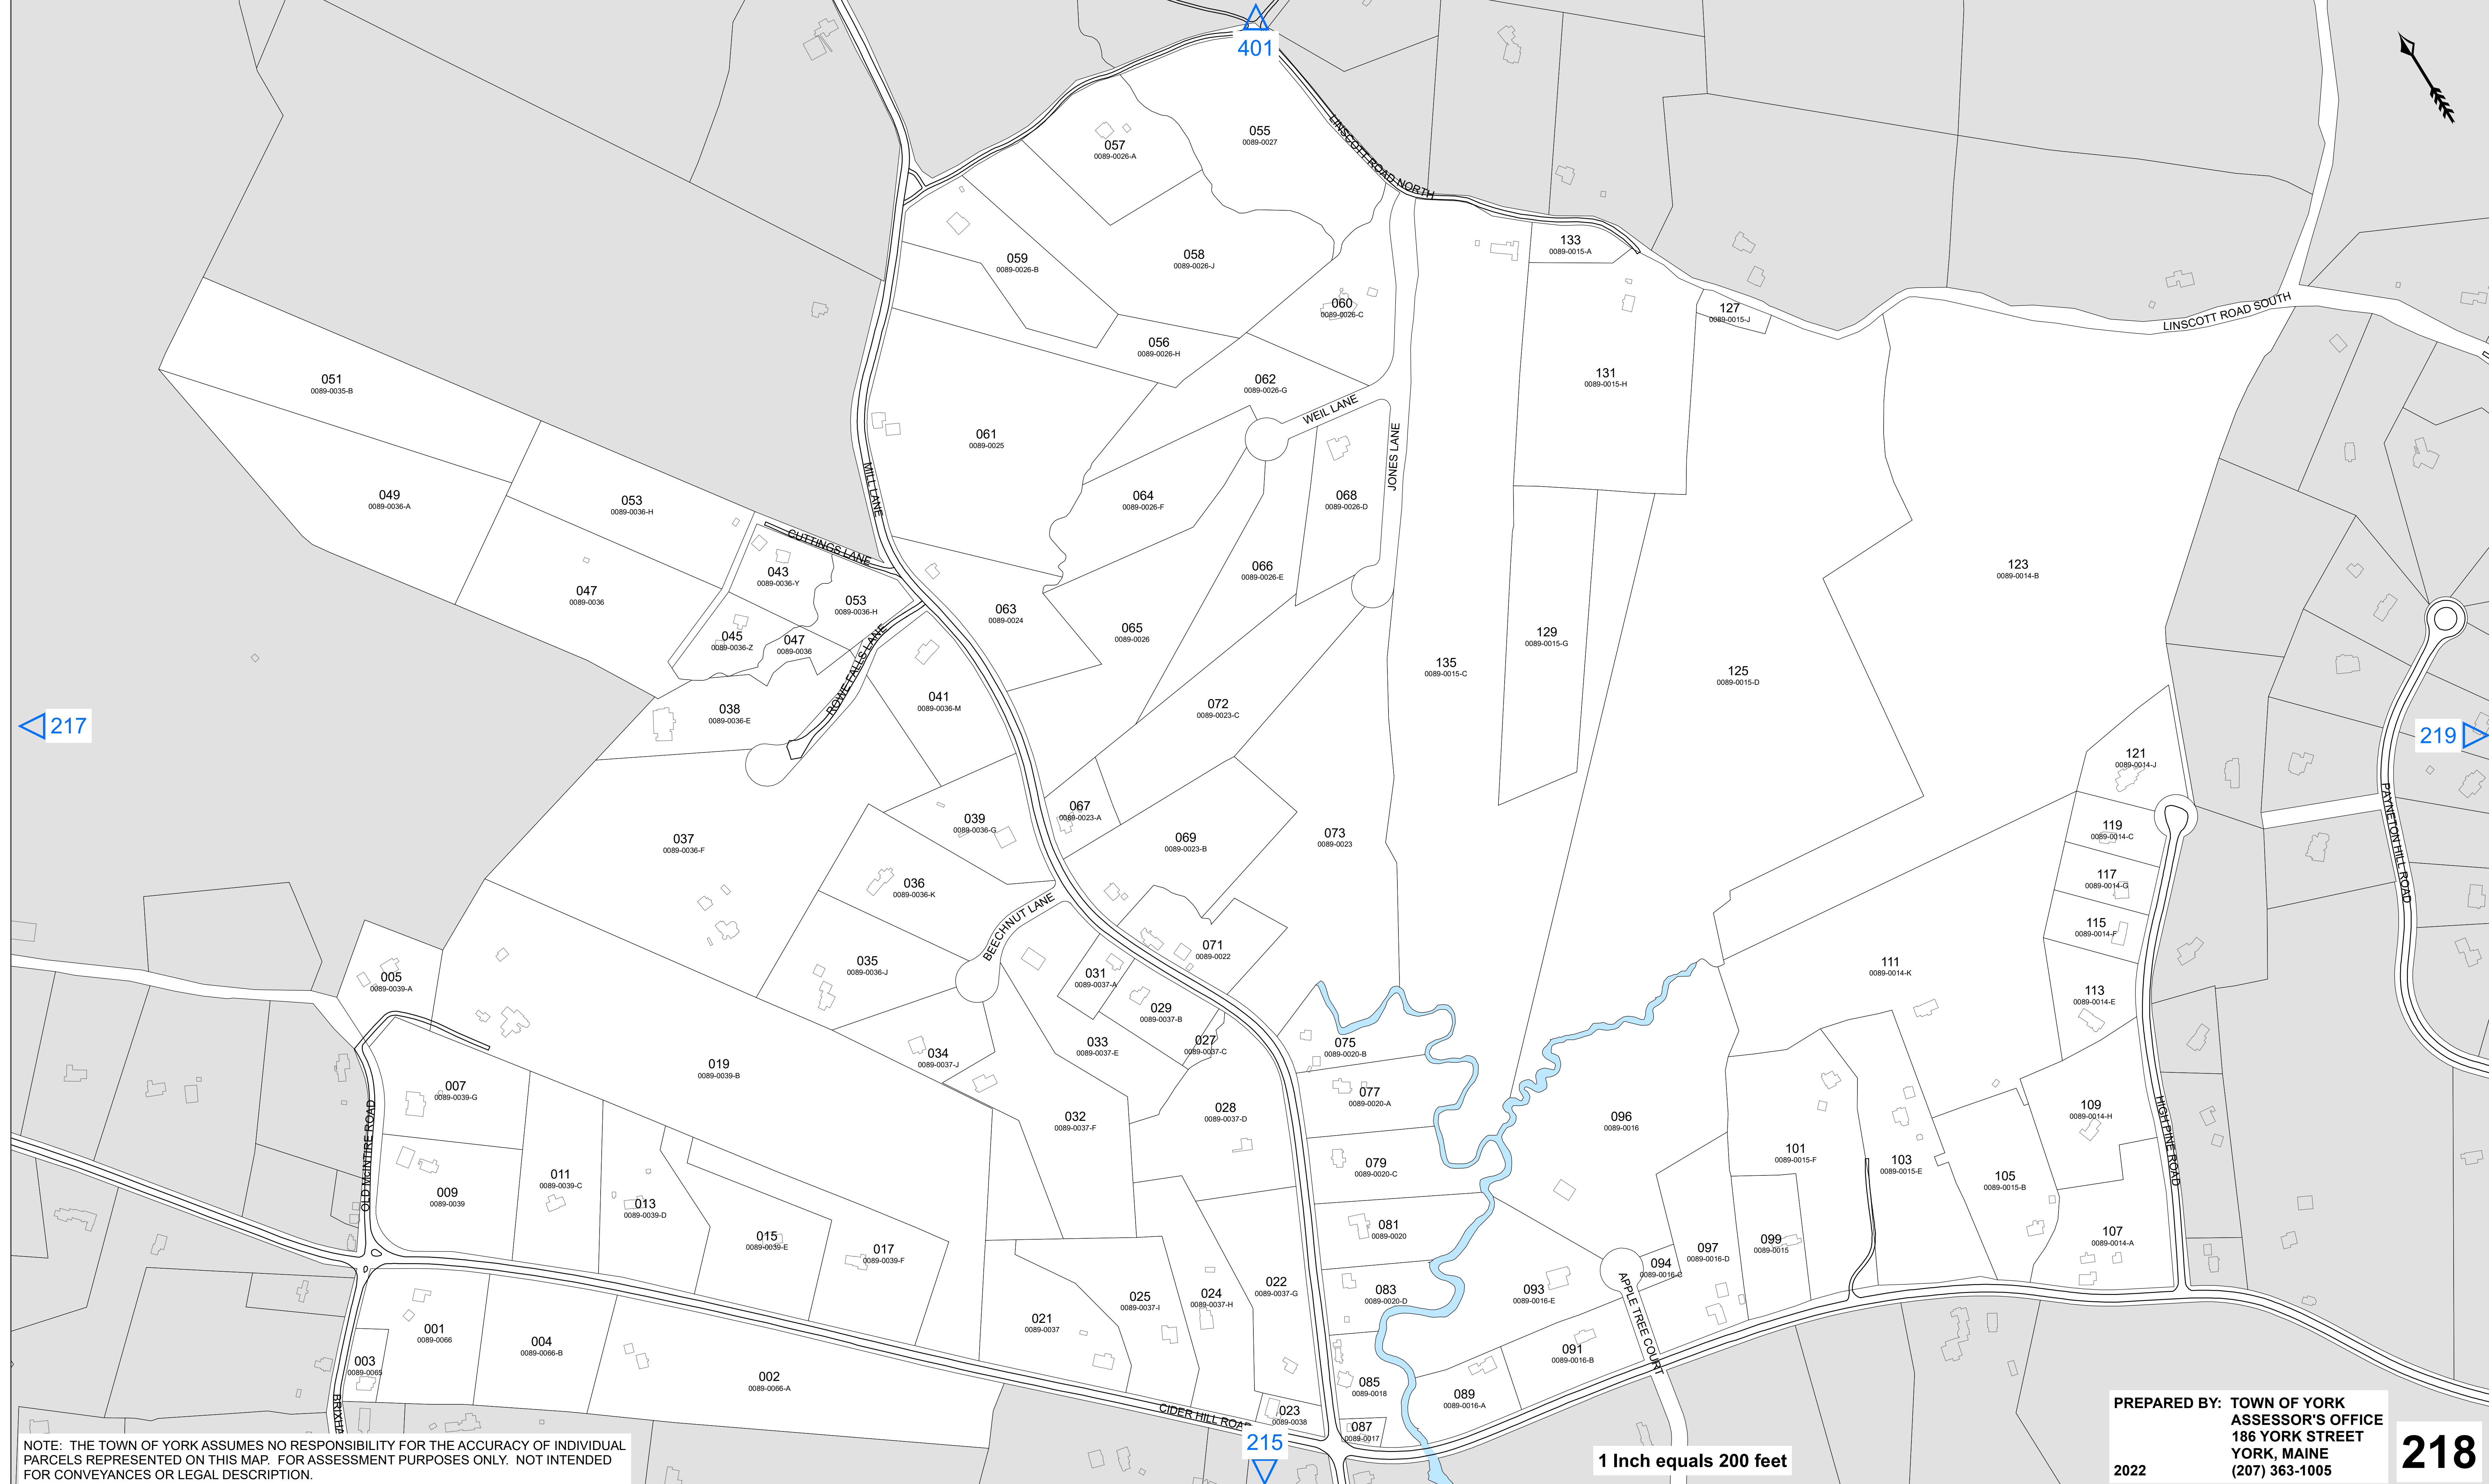 401
LINSCOTT ROAD NORTH
055
0089-0027
057
0089-0026-A
059
0089-0026-B
058
0089-0026-J
133
0089-0015-A
060
0089-0026-C
127
0089-0015-J
LINSCOTT ROAD SOUTH
056
0089-0026-H
051
0089-0035-B
062
0089-0026-G
131
0089-0015-H
WEIL LANE
061
0089-0025
JONES LANE
MILL LANE
049
0089-0036-A
053
0089-0036-H
064
0089-0026-F
068
0089-0026-D
CUTTINGS LANE
043
0089-0036-Y
066
0089-0026-E
123
0089-0014-B
047
0089-0036
053
0089-0036-H
063
0089-0024
065
0089-0026
045
0089-0036-Z
047
0089-0036
129
0089-0015-G
ROWE FALLS LANE
135
0089-0015-C
125
0089-0015-D
041
0089-0036-M
038
0089-0036-E
072
0089-0023-C
217
219
121
0089-0014-J
PAYNETON HILL ROAD
067
0089-0023-A
039
0089-0036-G
119
0089-0014-C
037
0089-0036-F
069
0089-0023-B
073
0089-0023
036
0089-0036-K
117
0089-0014-G
BEECHNUT LANE
115
0089-0014-F
071
0089-0022
035
0089-0036-J
111
0089-0014-K
005
0089-0039-A
031
0089-0037-A
113
0089-0014-E
029
0089-0037-B
027
0089-0037-C
033
0089-0037-E
075
0089-0020-B
034
0089-0037-J
019
0089-0039-B
007
0089-0039-G
077
0089-0020-A
028
0089-0037-D
032
0089-0037-F
096
0089-0016
109
0089-0014-H
HIGH PINE ROAD
OLD MCINTIRE ROAD
101
0089-0015-F
103
0089-0015-E
079
0089-0020-C
011
0089-0039-C
105
0089-0015-B
009
0089-0039
013
0089-0039-D
081
0089-0020
107
0089-0014-A
015
0089-0039-E
099
0089-0015
017
0089-0039-F
097
0089-0016-D
094
0089-0016-C
022
0089-0037-G
083
0089-0020-D
093
0089-0016-E
APPLE TREE COURT
025
0089-0037-I
024
0089-0037-H
021
0089-0037
001
0089-0066
004
0089-0066-B
091
0089-0016-B
003
0089-0065
002
0089-0066-A
085
0089-0018
089
0089-0016-A
CIDER HILL ROAD
023
0089-0038
087
0089-0017
215
NOTE: THE TOWN OF YORK ASSUMES NO RESPONSIBILITY FOR THE ACCURACY OF INDIVIDUAL
PARCELS REPRESENTED ON THIS MAP. FOR ASSESSMENT PURPOSES ONLY. NOT INTENDED
FOR CONVEYANCES OR LEGAL DESCRIPTION.
1 Inch equals 200 feet
PREPARED BY: TOWN OF YORK
ASSESSOR'S OFFICE
186 YORK STREET
YORK, MAINE
2022 (207) 363-1005
218